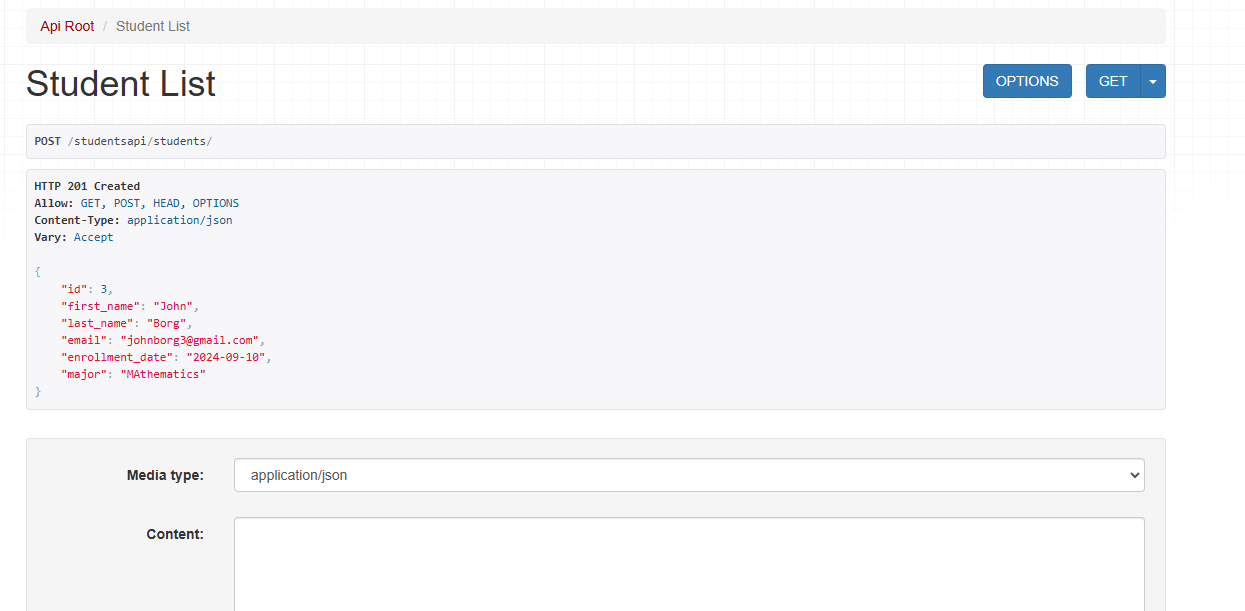 Api Root / Student List
Student List
OPTIONS
GET
POST /studentsapi/students/
HTTP 201 Created
Allow: GET, POST, HEAD, OPTIONS
Content-Type: application/json
Vary: Accept
{
    "id": 3,
    "first_name": "John",
    "last_name": "Borg",
    "email": "johnborg3@gmail.com",
    "enrollment_date": "2024-09-10",
    "major": "MAthematics"
}
Media type:
application/json
Content: